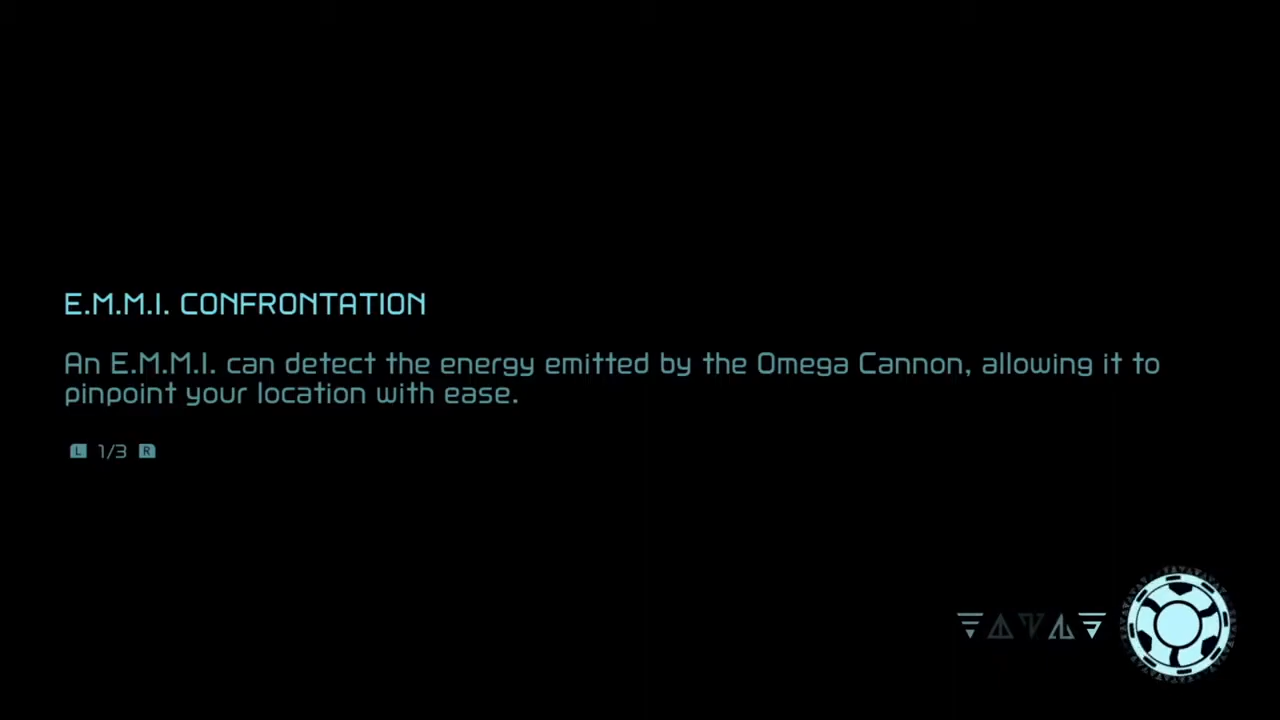 E.M.M.I. CONFRONTATION
An E.M.M.I. can detect the energy emitted by the Omega Cannon, allowing it to
pinpoint your location with ease.
L 1/3 R